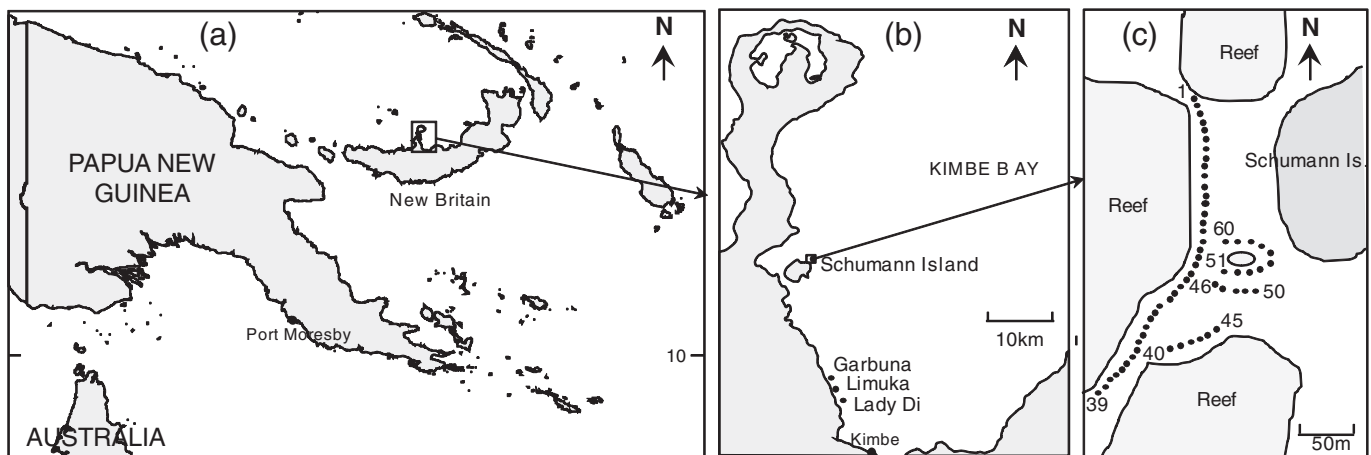 (a)
N
PAPUA NEW
GUINEA
New Britain
Port Moresby
10
AUSTRALIA
(b)
N
KIMBE BAY
Schumann Island
10km
Garbuna
Limuka
Lady Di
Kimbe
(c)
N
Reef
1
Schumann Is.
Reef
60
51
46
50
45
40
39
Reef
50m